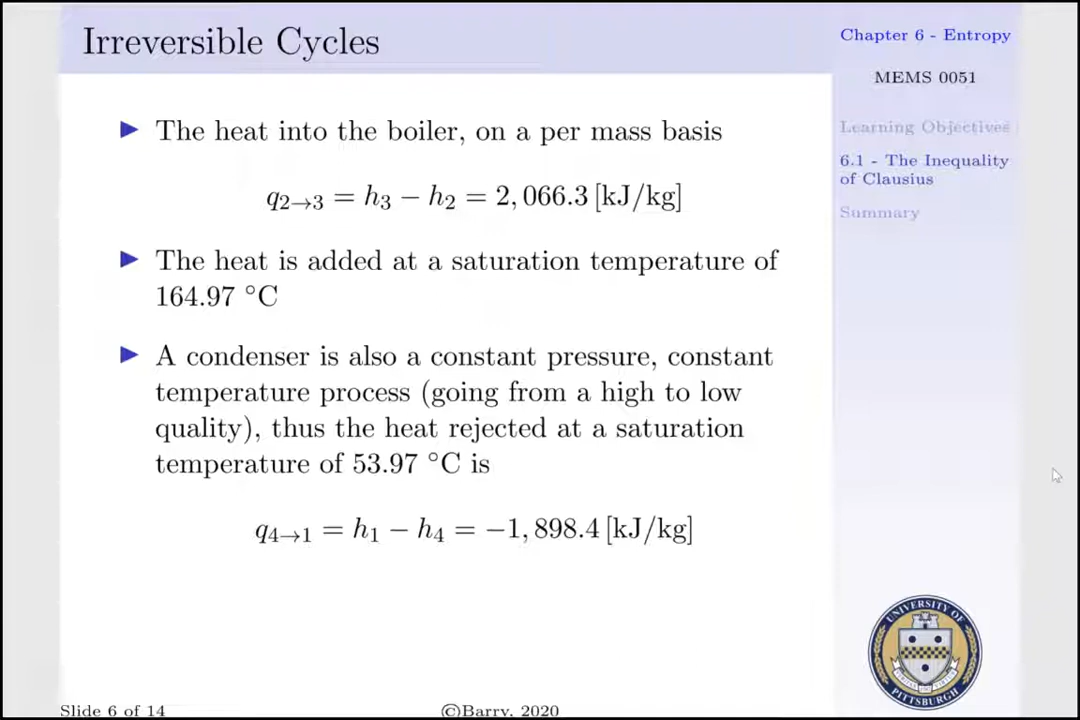 Irreversible Cycles
The heat into the boiler, on a per mass basis
q2→3 = h3 − h2 = 2,066.3 [kJ/kg]
The heat is added at a saturation temperature of
164.97 °C
A condenser is also a constant pressure, constant
temperature process (going from a high to low
quality), thus the heat rejected at a saturation
temperature of 53.97 °C is
q4→1 = h1 − h4 = −1,898.4 [kJ/kg]
Chapter 6 - Entropy
MEMS 0051
Learning Objectives
6.1 - The Inequality
of Clausius
Summary
UNIVERSITY OF
PITTSBURGH
Slide 6 of 14
©Barry, 2020